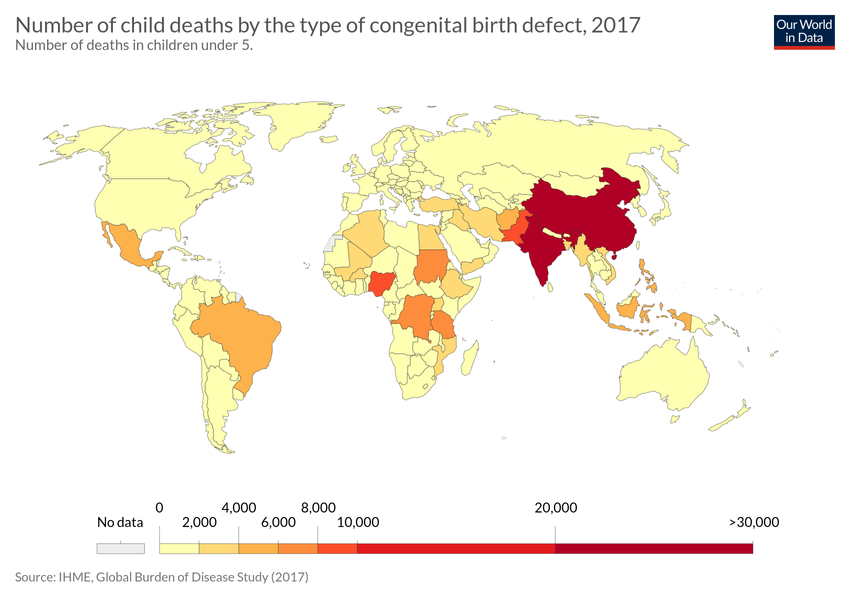 Number of child deaths by the type of congenital birth defect, 2017
Number of deaths in children under 5.
Our World
in Data
0 4,000 8,000 20,000
No data 2,000 6,000 10,000 >30,000
Source: IHME, Global Burden of Disease Study (2017)